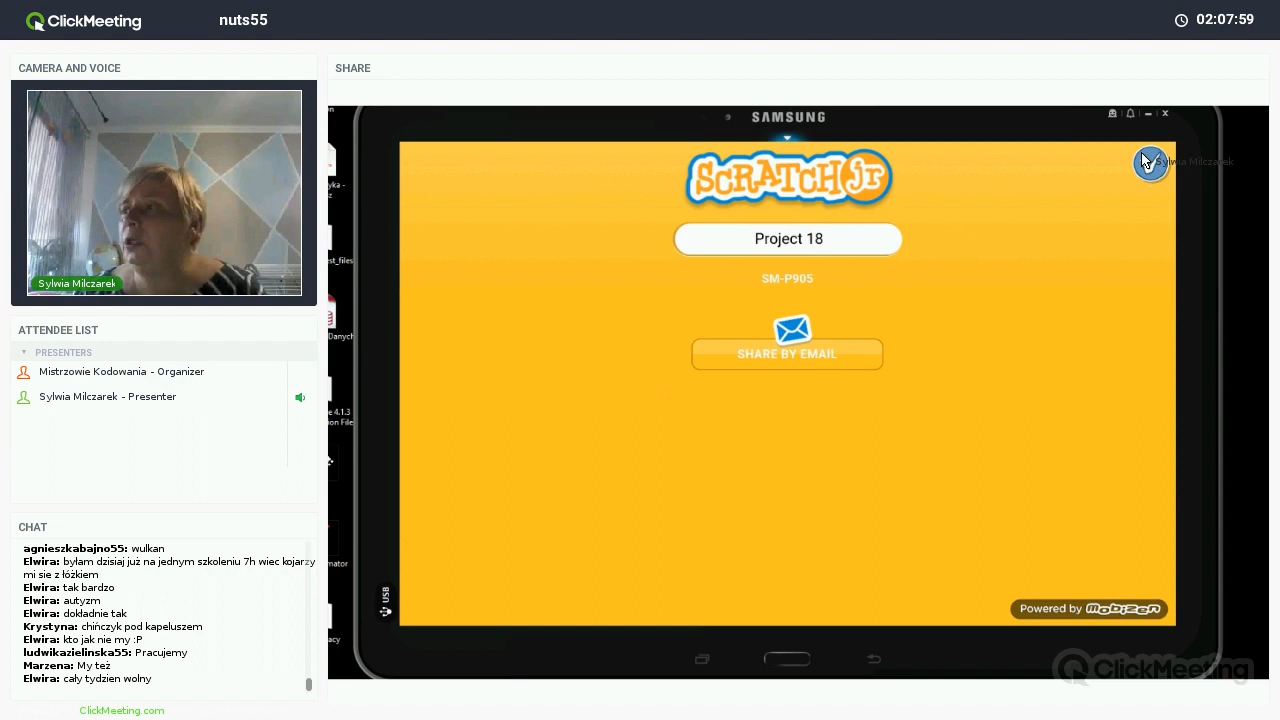 ClickMeeting
nuts55
02:07:59
CAMERA AND VOICE
Sylwia Milczarek
ATTENDEE LIST
PRESENTERS
Mistrzowie Kodowania - Organizer
Sylwia Milczarek - Presenter
CHAT
agnieszkabajno55: wulkan
Elwira: byłam dzisiaj już na jednym szkoleniu 7h wiec kojarzy
mi sie z łóżkiem
Elwira: tak bardzo
Elwira: autyzm
Elwira: dokładnie tak
Krystyna: chińczyk pod kapeluszem
Elwira: kto jak nie my :P
ludwikazielinska55: Pracujemy
Marzena: My też
Elwira: cały tydzien wolny
ClickMeeting.com
SHARE
SAMSUNG
SCRATCH Jr
Sylwia Milczarek
Project 18
SM-P905
SHARE BY EMAIL
USB
Powered by mobizen
ClickMeeting